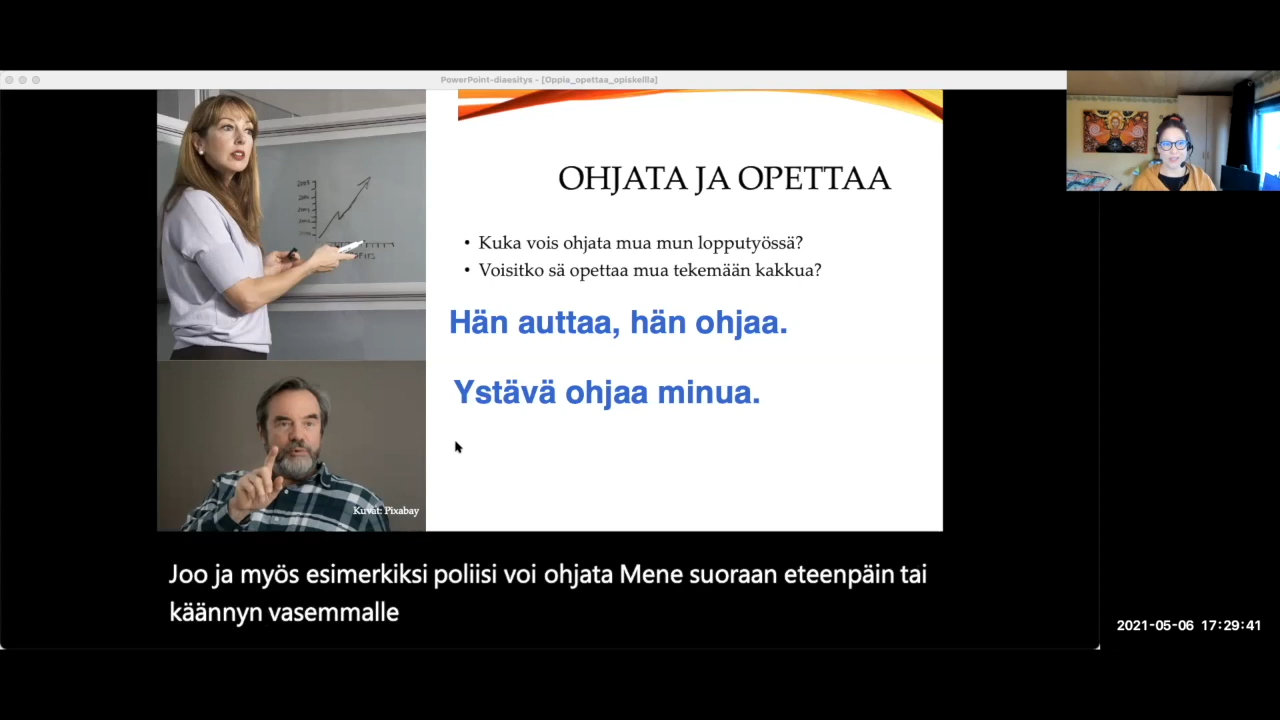 PowerPoint-diaesitys - [Oppia_opettaa_opiskella]
OHJATA JA OPETTAA
• Kuka vois ohjata mua mun lopputyössä?
• Voisitko sä opettaa mua tekemään kakkua?
Hän auttaa, hän ohjaa.
Ystävä ohjaa minua.
Kuvat: Pixabay
Joo ja myös esimerkiksi poliisi voi ohjata Mene suoraan eteenpäin tai
käännyn vasemmalle
2021-05-06 17:29:41